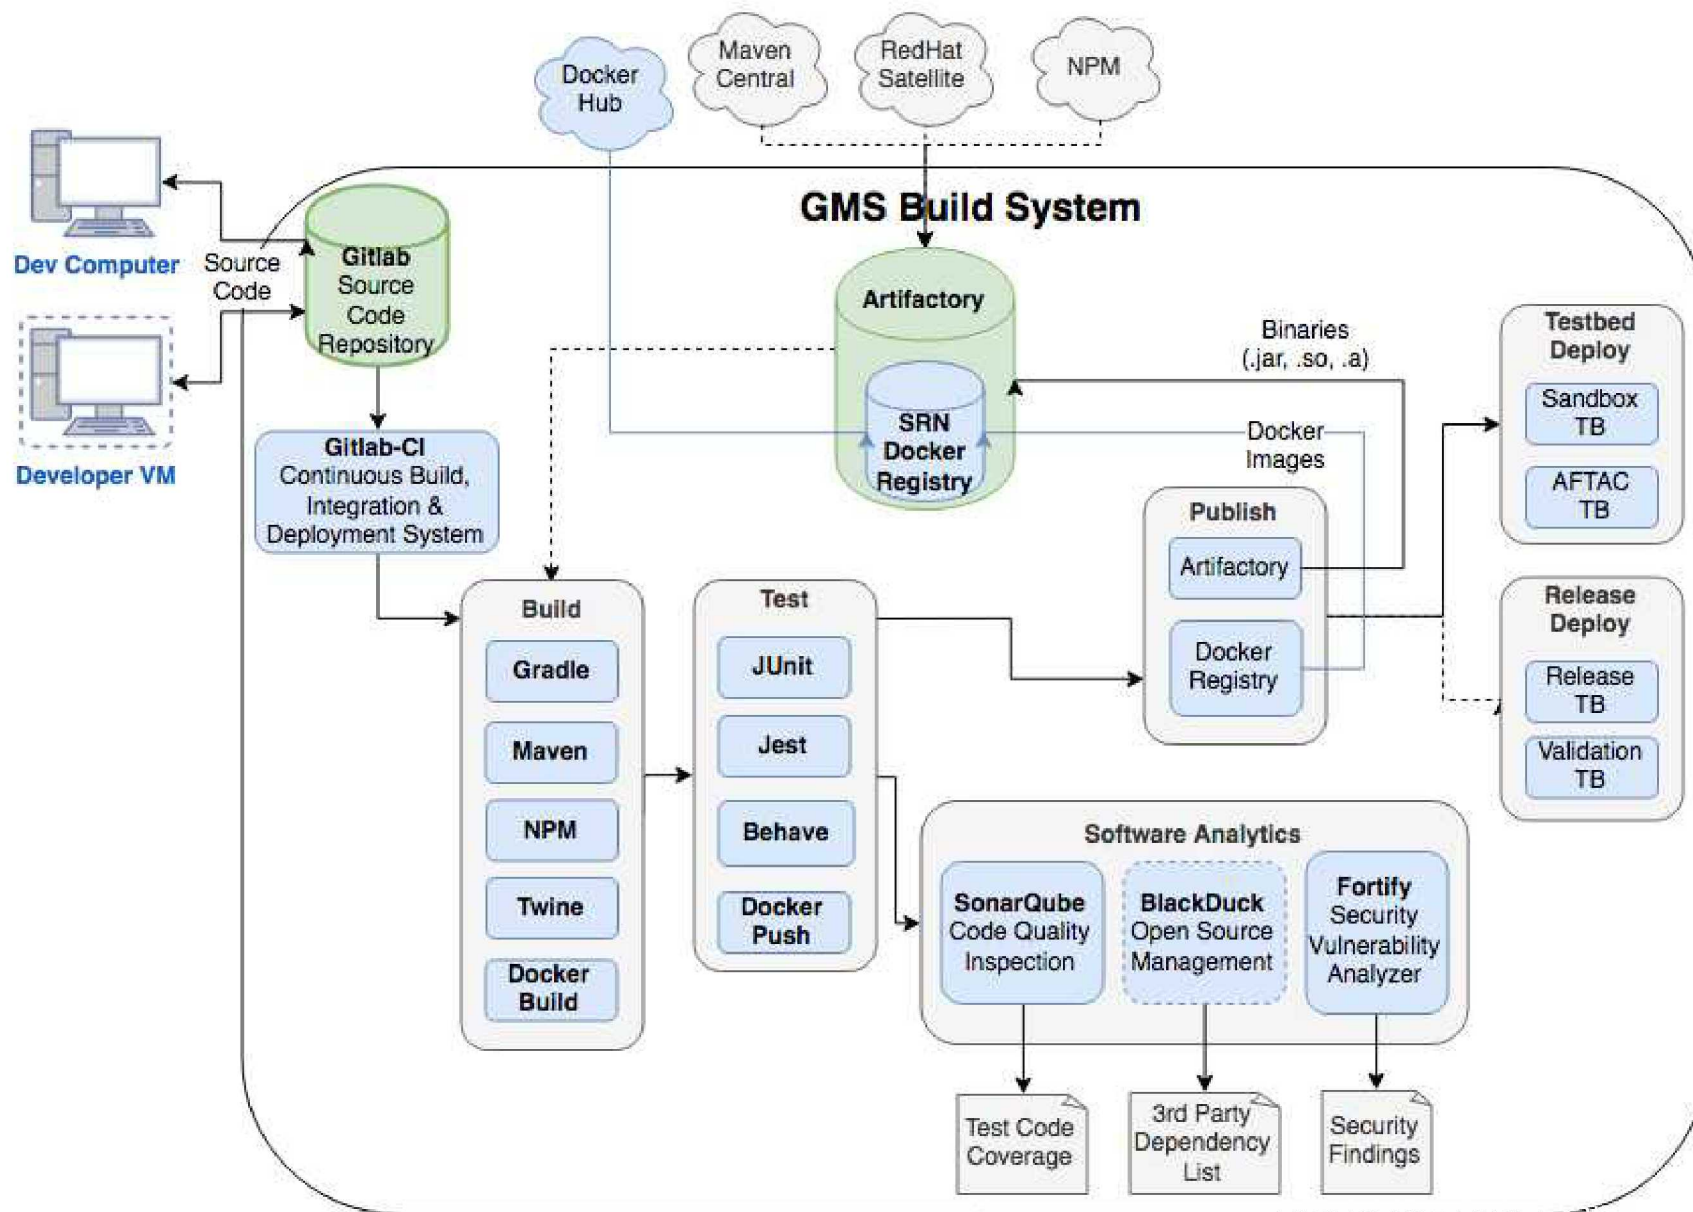 Docker
Hub
Maven
Central
RedHat
Satellite
NPM
GMS Build System
Dev Computer
Source
Code
Developer VM
Gitlab
Source
Code
Repository
Gitlab-CI
Continuous Build,
Integration &
Deployment System
Artifactory
SRN
Docker
Registry
Binaries
(.jar, .so, .a)
Docker
Images
Testbed
Deploy
Sandbox
TB
AFTAC
TB
Publish
Artifactory
Docker
Registry
Release
Deploy
Release
TB
Validation
TB
Build
Gradle
Maven
NPM
Twine
Docker
Build
Test
JUnit
Jest
Behave
Docker
Push
Software Analytics
SonarQube
Code Quality
Inspection
BlackDuck
Open Source
Management
Fortify
Security
Vulnerability
Analyzer
Test Code
Coverage
3rd Party
Dependency
List
Security
Findings